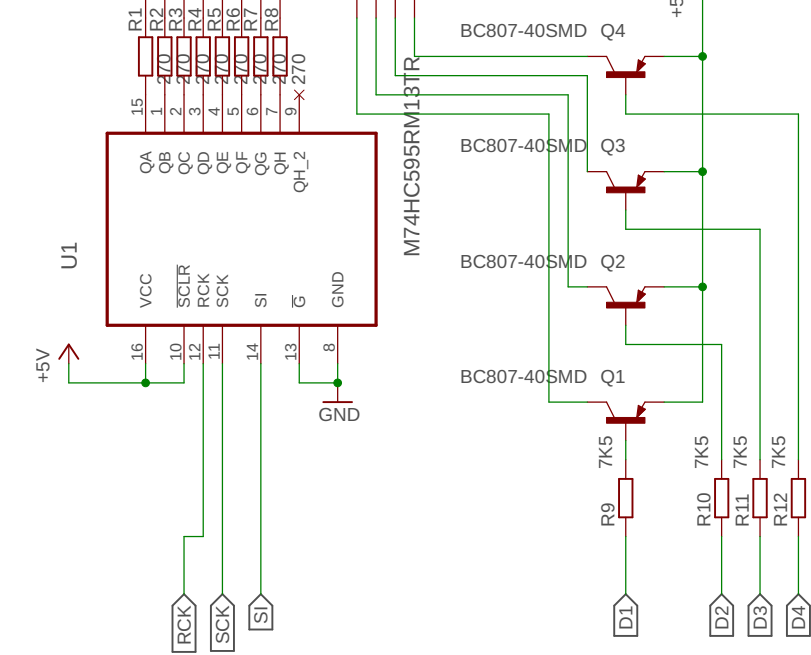 R1
R2
R3
R4
R5
R6
R7
R8
270
270
270
270
270
270
270
270
+5
BC807-40SMD Q4
15
1
2
3
4
5
6
7
9
QA
QB
QC
QD
QE
QF
QG
QH
QH_2
M74HC595RM13TR
BC807-40SMD Q3
U1
VCC
SCLR
RCK
SCK
SI
G
GND
BC807-40SMD Q2
16
10
12
11
14
13
8
+5V
GND
BC807-40SMD Q1
7K5
7K5
7K5
7K5
R9
R10
R11
R12
RCK
SCK
SI
D1
D2
D3
D4